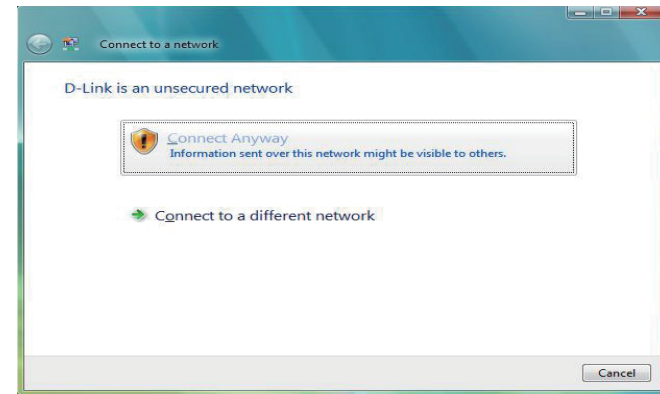 Connect to a network
D-Link is an unsecured network
Connect Anyway
Information sent over this network might be visible to others.
Connect to a different network
Cancel